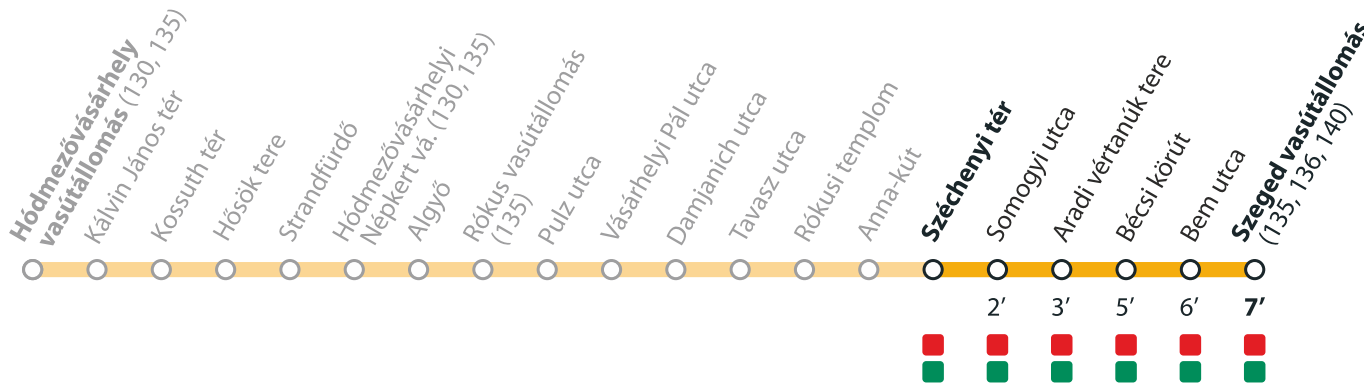 Hódmezővásárhely
vasútállomás (130, 135)
Kálvin János tér
Kossuth tér
Hősök tere
Strandfürdő
Hódmezővásárhelyi
Népkert vá. (130, 135)
Algyő
Rókus vasútállomás
(135)
Pulz utca
Vásárhelyi Pál utca
Damjanich utca
Tavasz utca
Rókusi templom
Anna-kút
Széchenyi tér
Somogyi utca
Aradi vértanúk tere
Bécsi körút
Bem utca
Szeged vasútállomás
(135, 136, 140)
2’ 3’ 5’ 6’ 7’